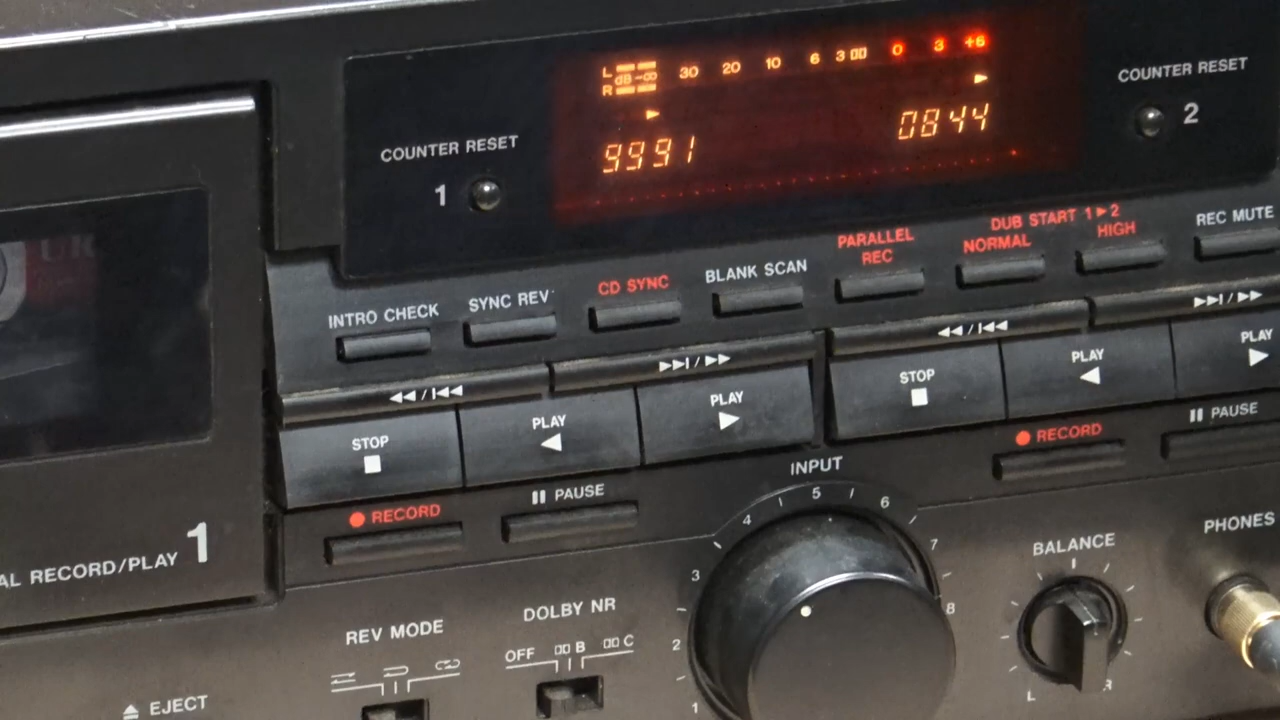 L dB -∞ 30 20 10 6 3 0 3 +6
R
COUNTER RESET
1
9991
0844
COUNTER RESET
2
INTRO CHECK
SYNC REV
CD SYNC
BLANK SCAN
PARALLEL
REC
DUB START 1▶2
NORMAL
HIGH
REC MUTE
◀◀ / I◀◀
▶▶I / ▶▶
◀◀ / I◀◀
▶▶I / ▶▶
STOP
PLAY
PLAY
STOP
PLAY
PLAY
RECORD
PAUSE
RECORD
PAUSE
AL RECORD/PLAY 1
INPUT
1 2 3 4 5 6 7 8
BALANCE
L R
PHONES
REV MODE
DOLBY NR
OFF B C
EJECT